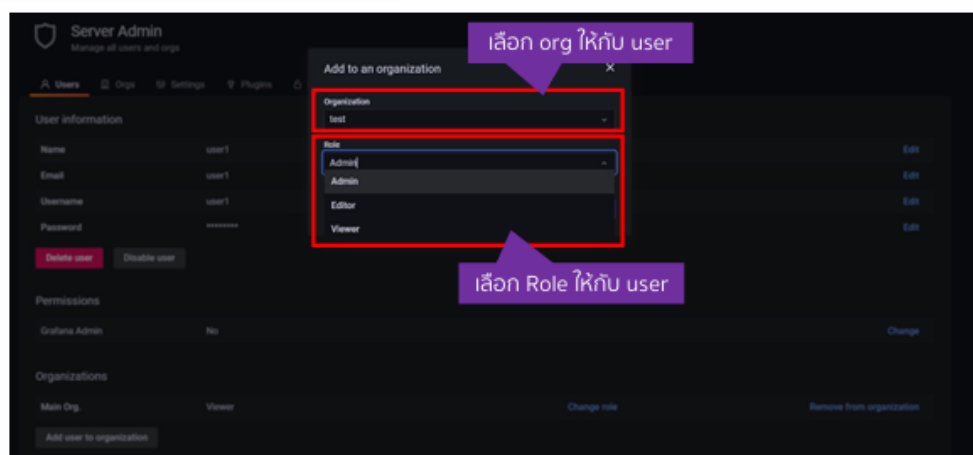 Server Admin
Manage all users and orgs
เลือก org ให้กับ user
Users Orgs Settings Plugins
Add to an organization ×
Organization
test
Role
Admin
Admin
Editor
Viewer
เลือก Role ให้กับ user
User information
Name user1 Edit
Email user1 Edit
Username user1 Edit
Password •••••••• Edit
Delete user Disable user
Permissions
Grafana Admin No Change
Organizations
Main Org. Viewer Change role Remove from organization
Add user to organization